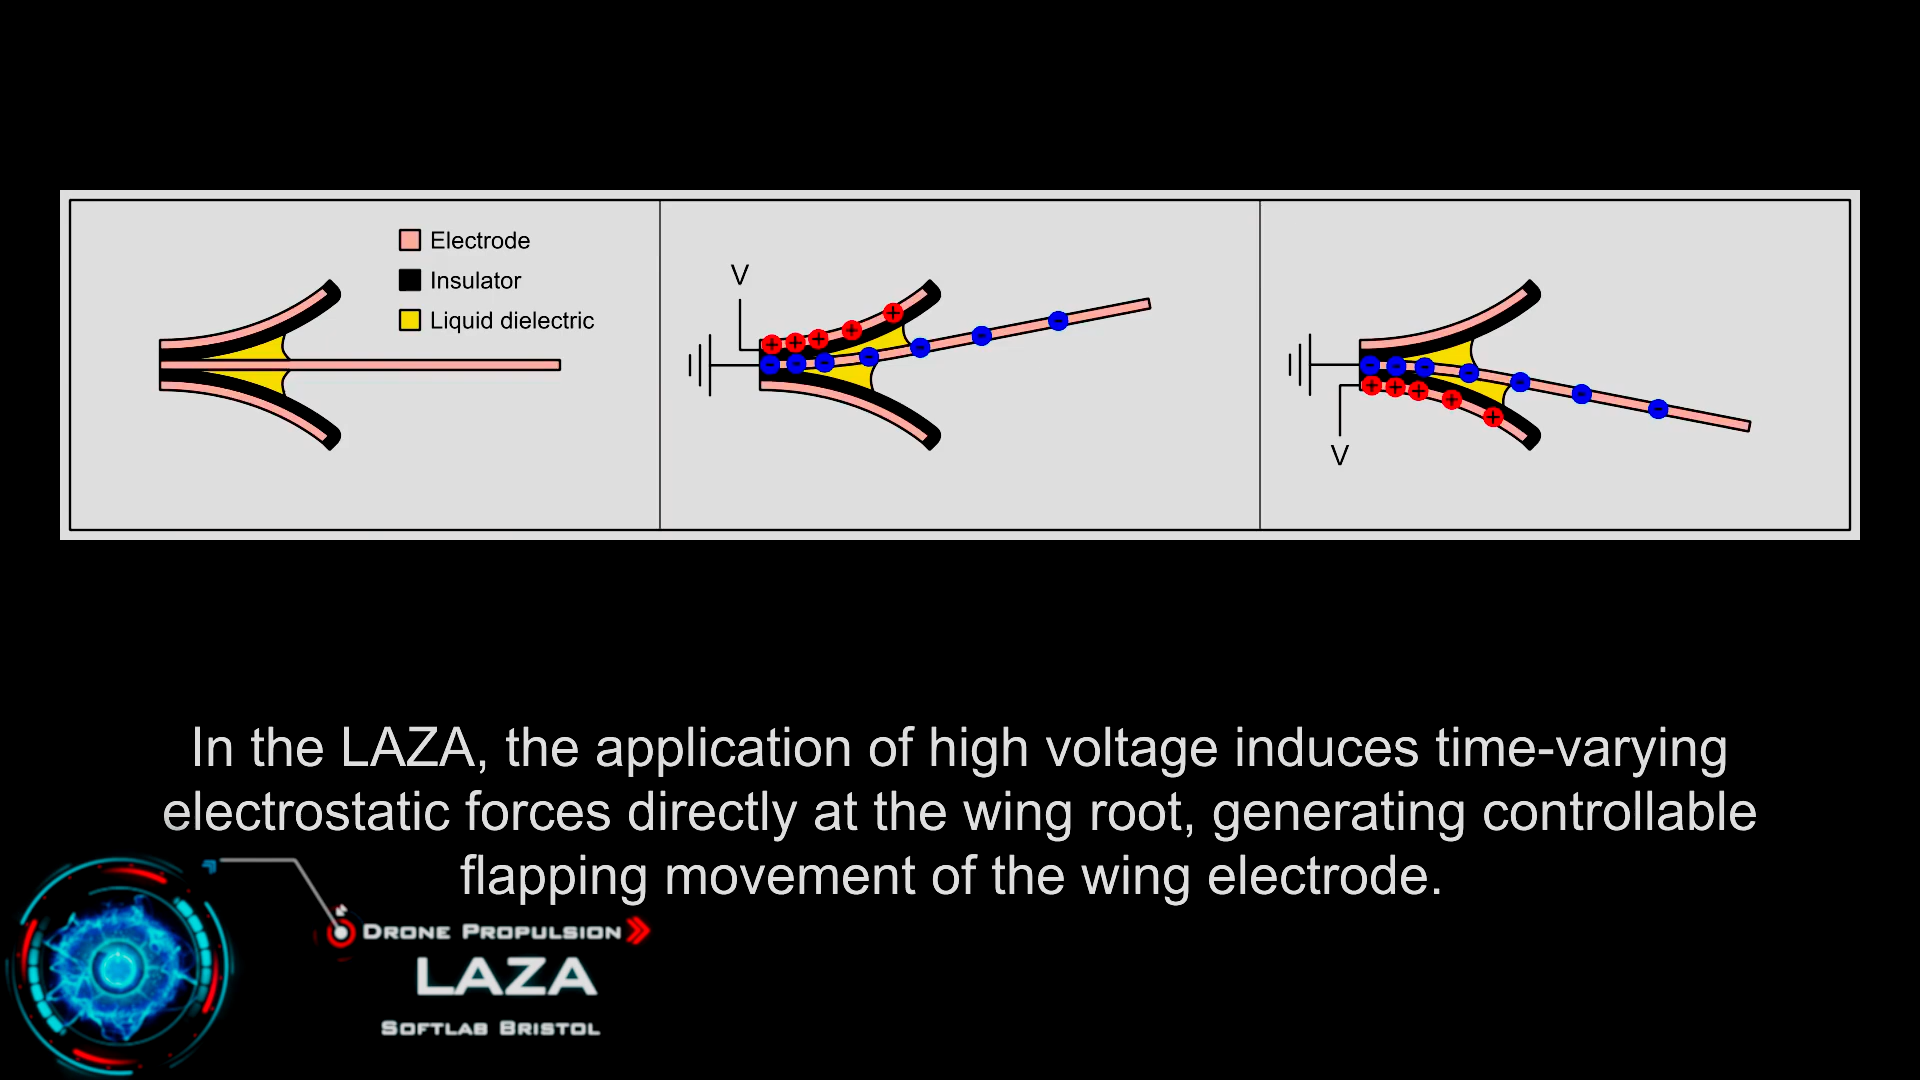 Electrode
Insulator
Liquid dielectric
V
V
In the LAZA, the application of high voltage induces time-varying
electrostatic forces directly at the wing root, generating controllable
flapping movement of the wing electrode.
Drone Propulsion
LAZA
Softlab Bristol